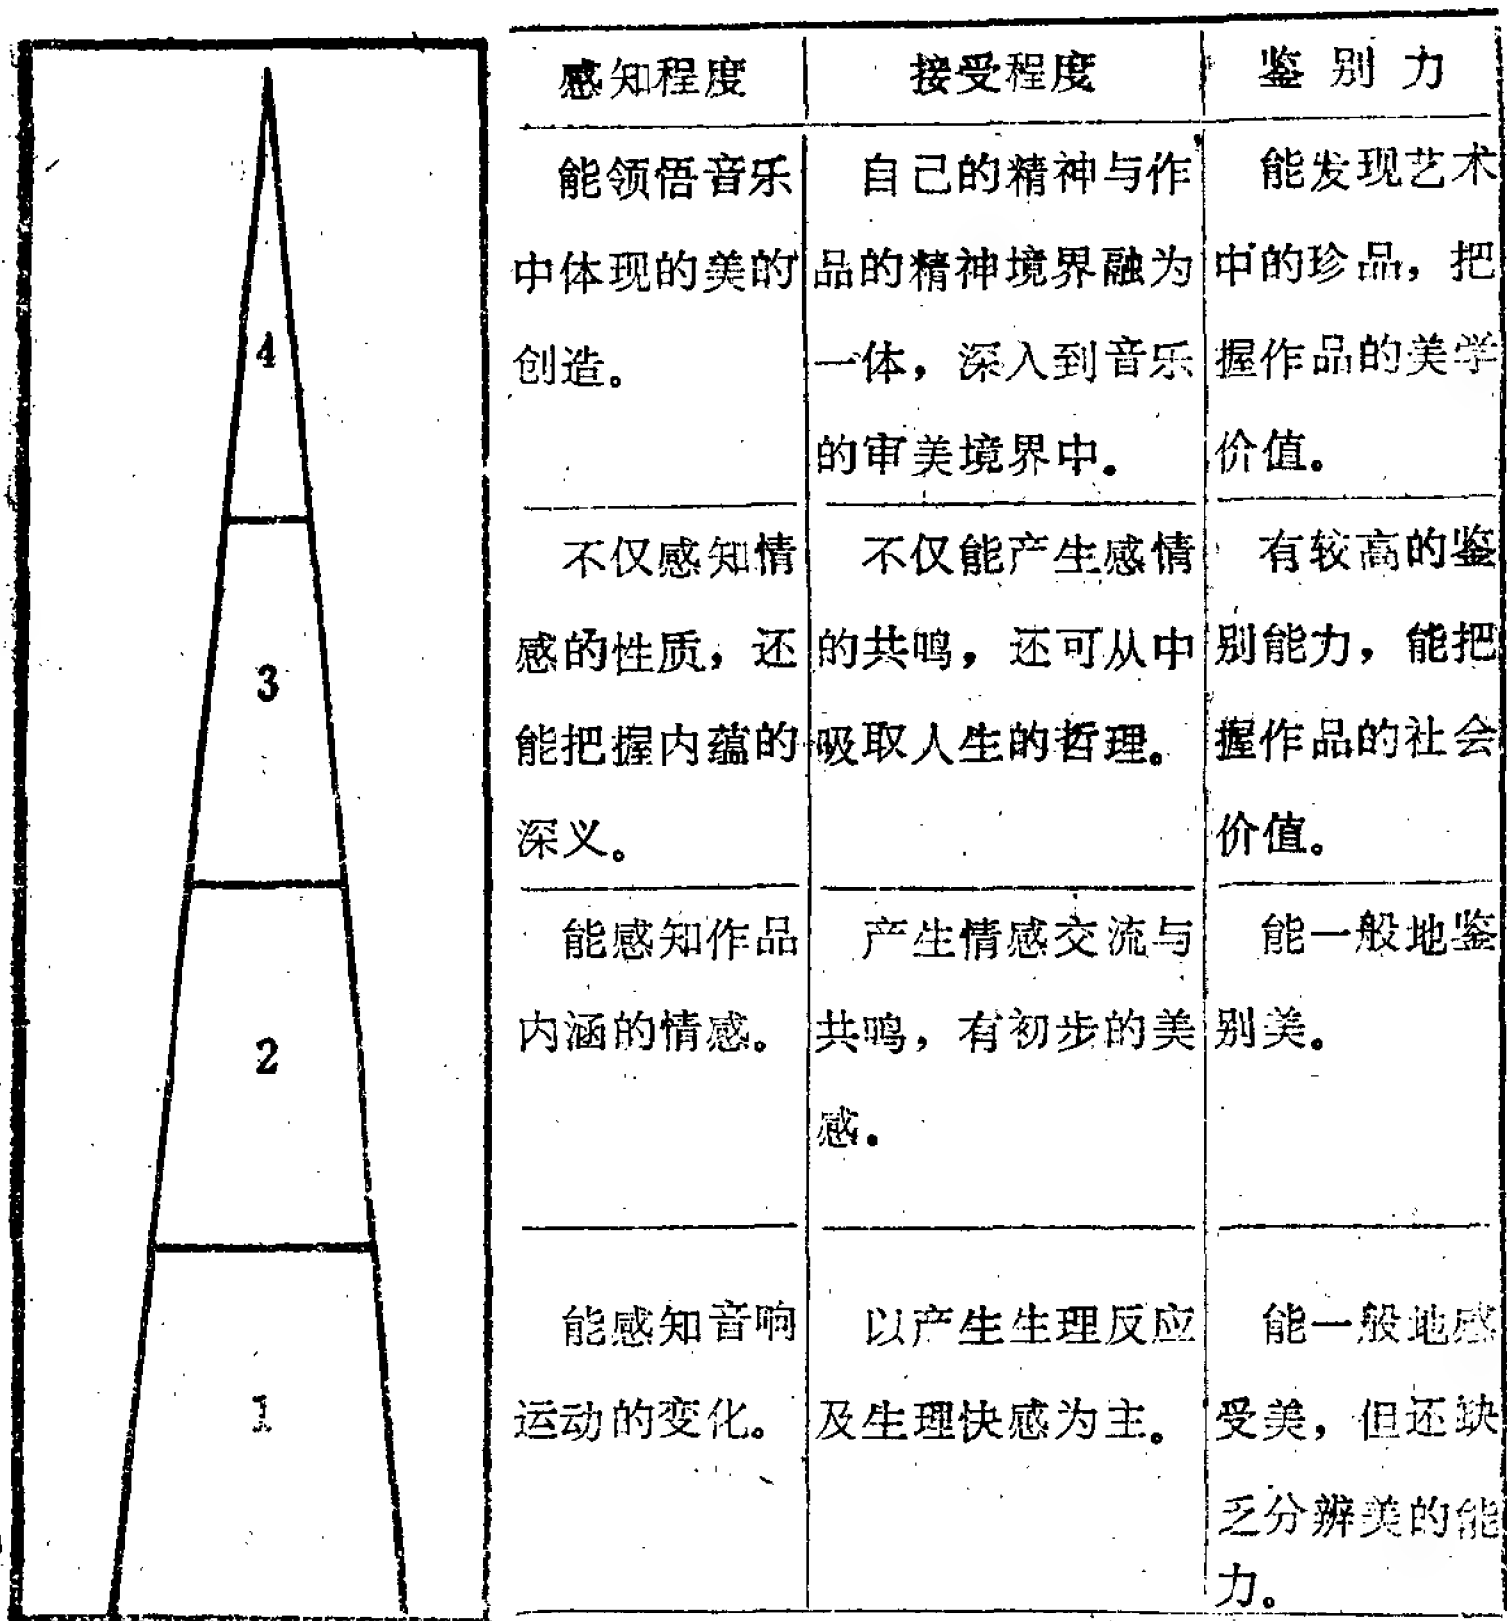 感知程度
接受程度
鉴别力
4
能领悟音乐
中体现的美的
创造。
自己的精神与作
品的精神境界融为
一体，深入到音乐
的审美境界中。
能发现艺术
中的珍品，把
握作品的美学
价值。
3
不仅感知情
感的性质，还
能把握内蕴的
深义。
不仅能产生感情
的共鸣，还可从中
吸取人生的哲理。
有较高的鉴
别能力，能把
握作品的社会
价值。
2
能感知作品
内涵的情感。
产生情感交流与
共鸣，有初步的美
感。
能一般地鉴
别美。
1
能感知音响
运动的变化。
以产生生理反应
及生理快感为主。
能一般地感
受美，但还缺
乏分辨美的能
力。